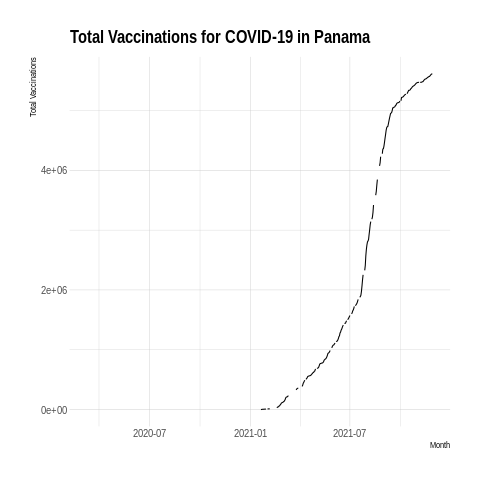 Total Vaccinations for COVID-19 in Panama
Total Vaccinations
4e+06
2e+06
0e+00
2020-07
2021-01
2021-07
Month